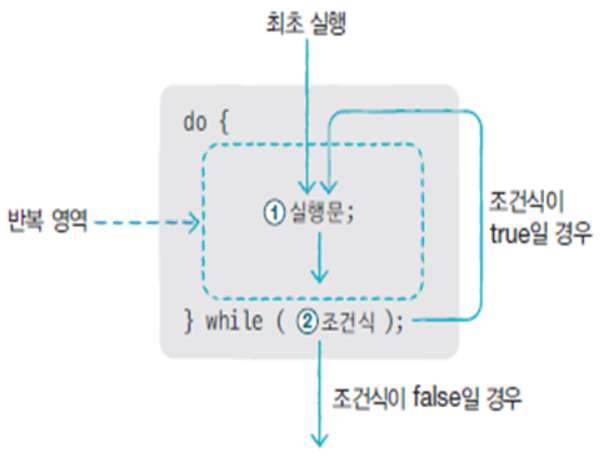 최초 실행
do {
반복 영역
① 실행문;
조건식이
true일 경우
} while ( ② 조건식 );
조건식이 false일 경우